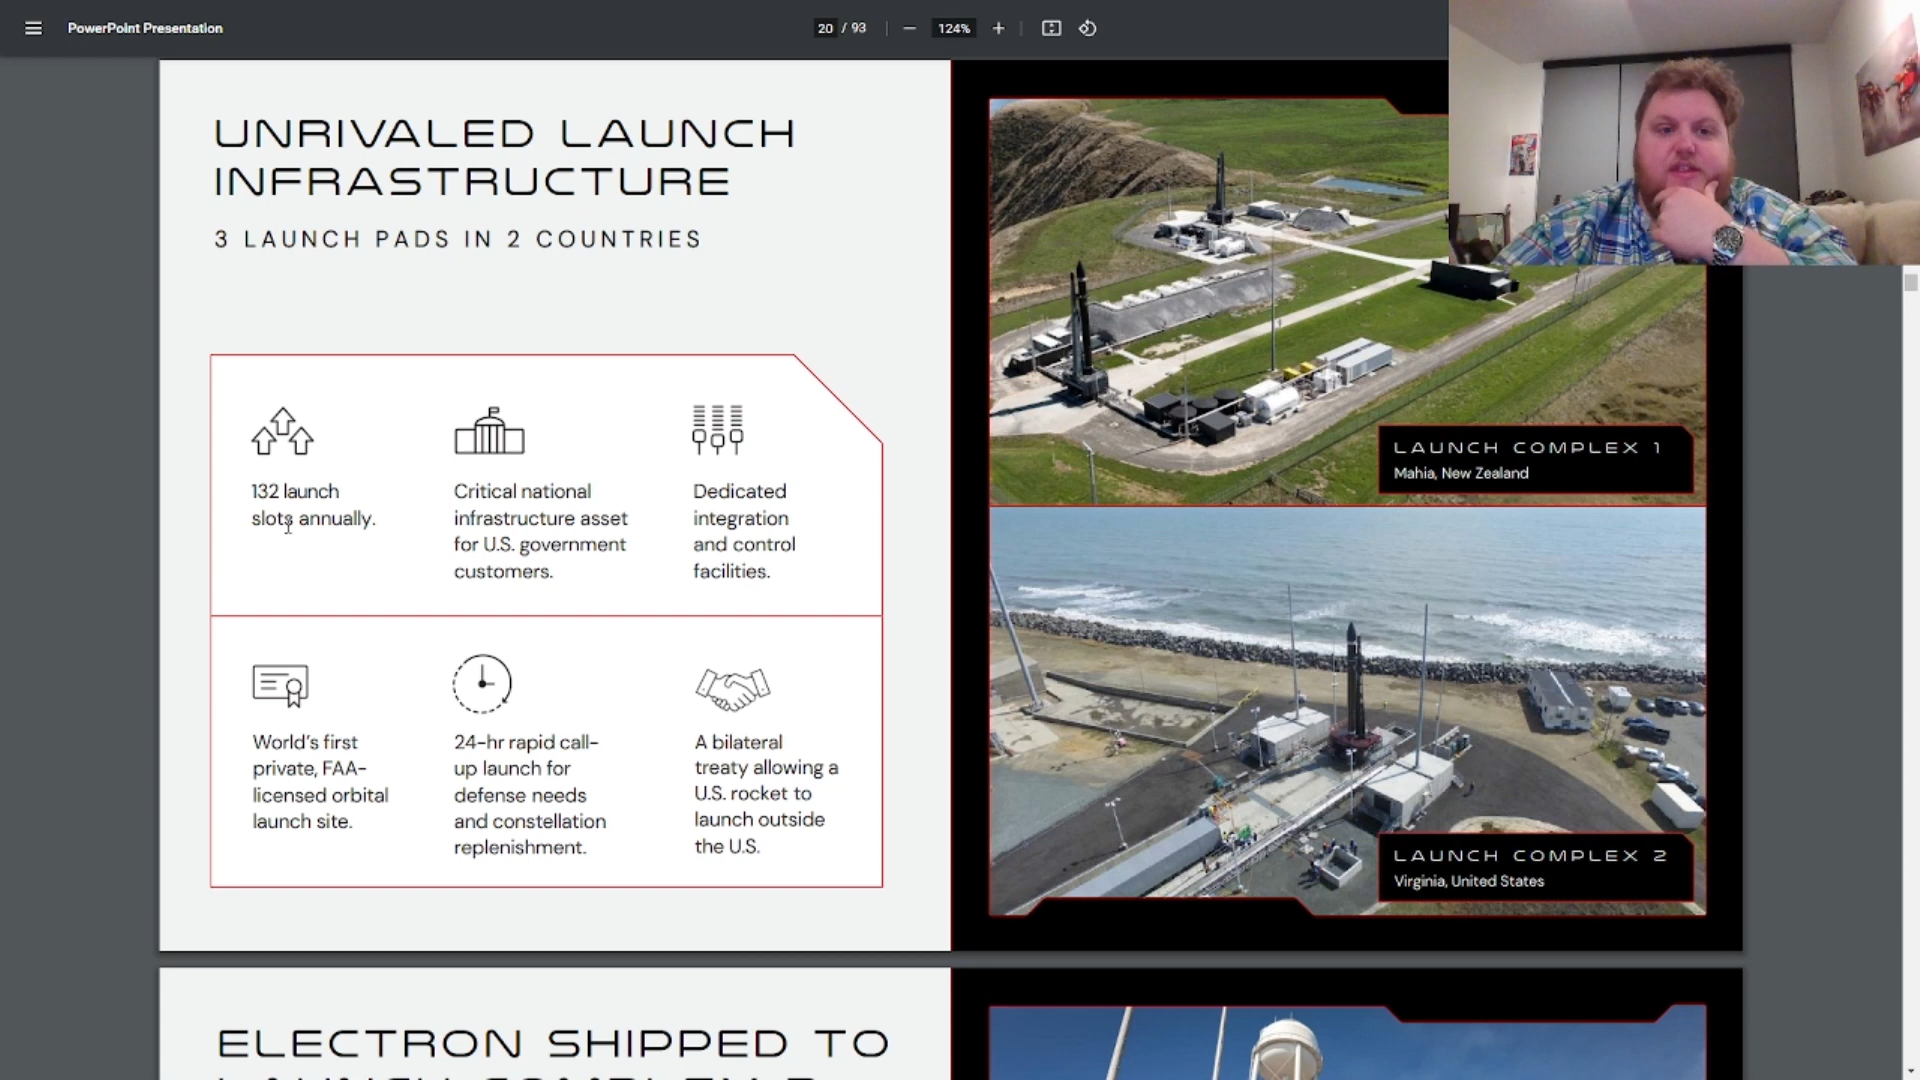 PowerPoint Presentation
20 / 93
124%
UNRIVALED LAUNCH
INFRASTRUCTURE
3 LAUNCH PADS IN 2 COUNTRIES
132 launch
slots annually.
Critical national
infrastructure asset
for U.S. government
customers.
Dedicated
integration
and control
facilities.
World's first
private, FAA-
licensed orbital
launch site.
24-hr rapid call-
up launch for
defense needs
and constellation
replenishment.
A bilateral
treaty allowing a
U.S. rocket to
launch outside
the U.S.
LAUNCH COMPLEX 1
Mahia, New Zealand
LAUNCH COMPLEX 2
Virginia, United States
ELECTRON SHIPPED TO